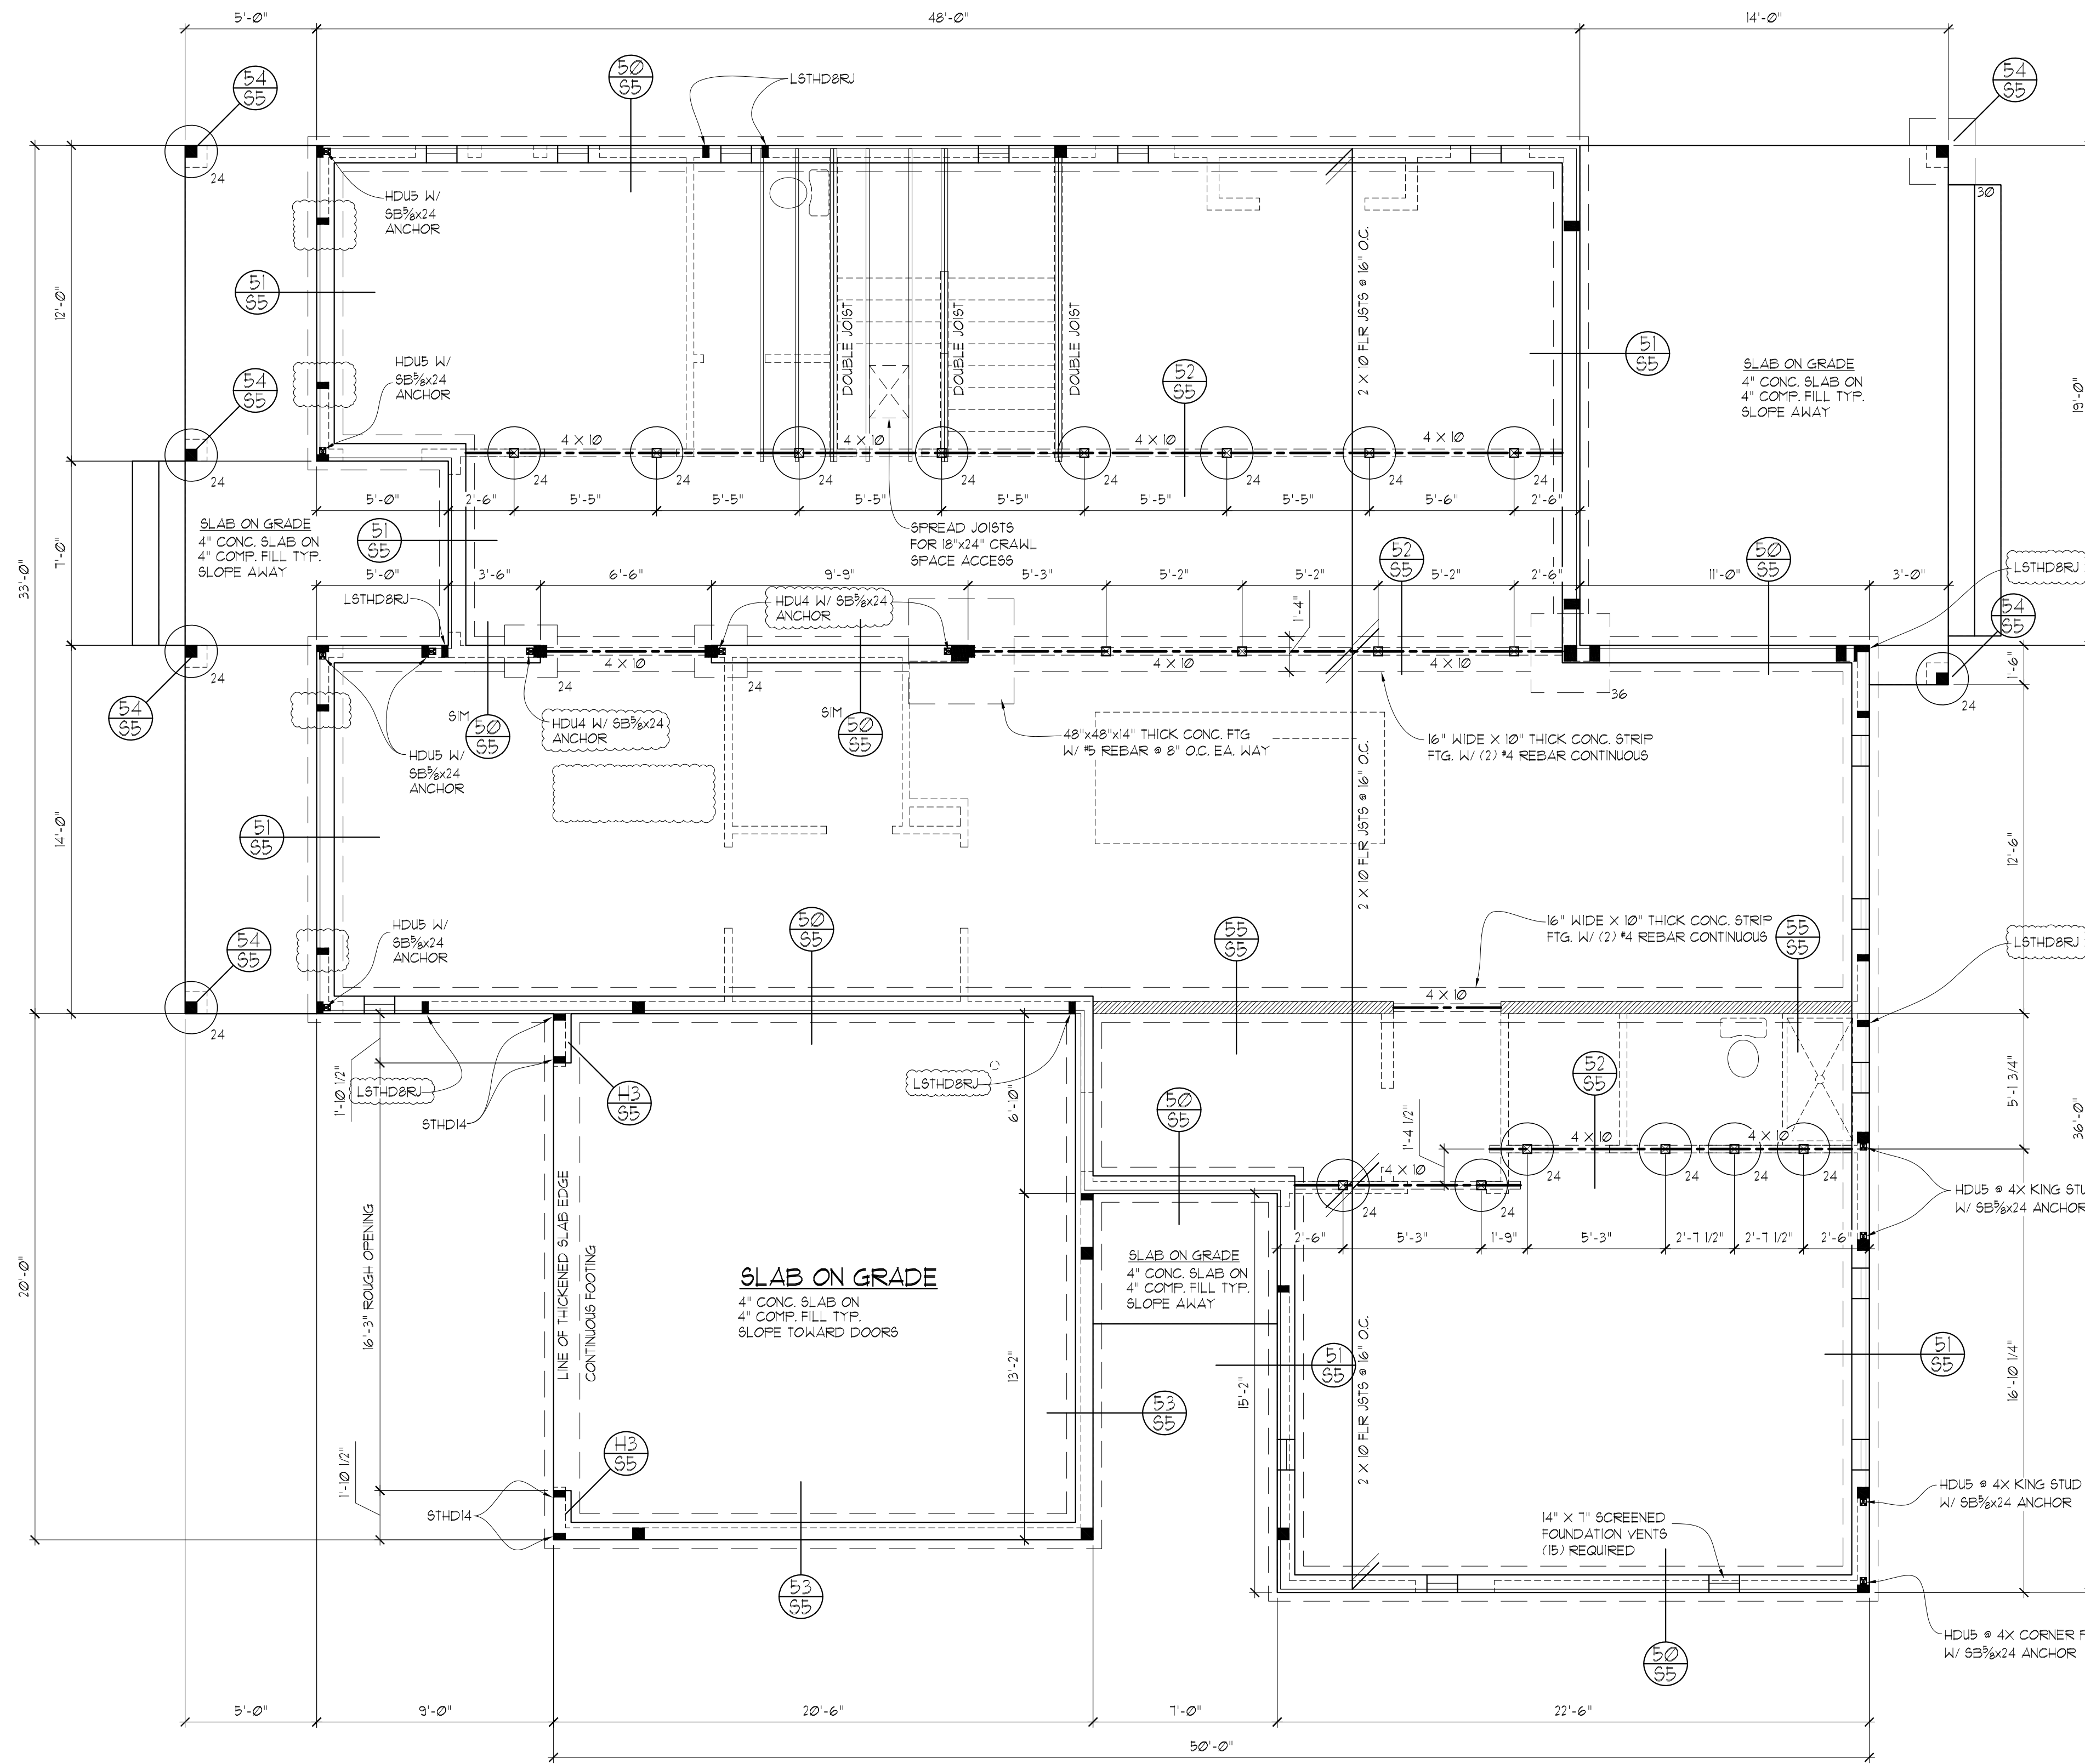 5'-0"
48'-0"
14'-0"
54
S5
50
S5
LSTHD8RJ
54
S5
24
30
HDU5 W/
SB5/8x24
ANCHOR
51
S5
12'-0"
2 X 10 FLR JSTS @ 16" O.C.
DOUBLE JOIST
DOUBLE JOIST
DOUBLE JOIST
51
S5
SLAB ON GRADE
4" CONC. SLAB ON
4" COMP. FILL TYP.
SLOPE AWAY
19'-0"
HDU5 W/
SB5/8x24
ANCHOR
54
S5
52
S5
4 X 10
4 X 10
4 X 10
4 X 10
24
24
24
24
24
24
24
24
24
5'-0"
2'-6"
5'-5"
5'-5"
5'-5"
5'-5"
5'-5"
5'-5"
5'-6"
2'-6"
SLAB ON GRADE
4" CONC. SLAB ON
4" COMP. FILL TYP.
SLOPE AWAY
51
S5
SPREAD JOISTS
FOR 18"x24" CRAWL
SPACE ACCESS
52
S5
50
S5
LSTHD8RJ
33'-0"
7'-0"
5'-0"
3'-6"
6'-6"
9'-9"
5'-3"
5'-2"
5'-2"
5'-2"
2'-6"
11'-0"
3'-0"
LSTHD8RJ
HDU4 W/ SB5/8x24
ANCHOR
1'-4"
54
S5
4 X 10
4 X 10
4 X 10
1'-6"
24
24
24
36
24
54
S5
SIM
50
S5
HDU4 W/ SB5/8x24
ANCHOR
SIM
50
S5
48"x48"x14" THICK CONC. FTG
W/ #5 REBAR @ 8" O.C. EA. WAY
16" WIDE X 10" THICK CONC. STRIP
FTG. W/ (2) #4 REBAR CONTINUOUS
HDU5 W/
SB5/8x24
ANCHOR
2 X 10 FLR JSTS @ 16" O.C.
51
S5
14'-0"
12'-6"
HDU5 W/
SB5/8x24
ANCHOR
54
S5
50
S5
55
S5
16" WIDE X 10" THICK CONC. STRIP
FTG. W/ (2) #4 REBAR CONTINUOUS
55
S5
LSTHD8RJ
4 X 10
24
1'-10 1/2"
LSTHD8RJ
STHD14
H3
S5
LSTHD8RJ
6'-10"
50
S5
52
S5
5'-1 3/4"
36'-0"
1'-4 1/2"
4 X 10
4 X 10
4 X 10
24
24
24
24
24
24
HDU5 @ 4X KING STU
W/ SB5/8x24 ANCHOR
2'-6"
5'-3"
1'-9"
5'-3"
2'-7 1/2"
2'-7 1/2"
2'-6"
20'-0"
16'-3" ROUGH OPENING
LINE OF THICKENED SLAB EDGE
CONTINUOUS FOOTING
SLAB ON GRADE
4" CONC. SLAB ON
4" COMP. FILL TYP.
SLOPE TOWARD DOORS
SLAB ON GRADE
4" CONC. SLAB ON
4" COMP. FILL TYP.
SLOPE AWAY
13'-2"
15'-2"
51
S5
2 X 10 FLR JSTS @ 16" O.C.
51
S5
16'-10 1/4"
53
S5
H3
S5
1'-10 1/2"
STHD14
HDU5 @ 4X KING STUD
W/ SB5/8x24 ANCHOR
14" X 7" SCREENED
FOUNDATION VENTS
(15) REQUIRED
53
S5
50
S5
HDU5 @ 4X CORNER
W/ SB5/8x24 ANCHOR
5'-0"
9'-0"
20'-6"
7'-0"
22'-6"
50'-0"